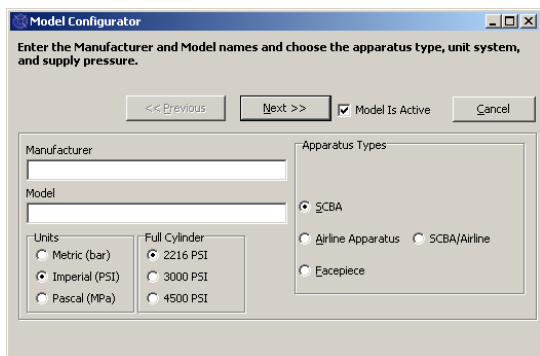 Model Configurator
Enter the Manufacturer and Model names and choose the apparatus type, unit system,
and supply pressure.
<< Previous
Next >>
Model Is Active
Cancel
Manufacturer
Model
Units
Metric (bar)
Imperial (PSI)
Pascal (MPa)
Full Cylinder
2216 PSI
3000 PSI
4500 PSI
Apparatus Types
SCBA
Airline Apparatus
SCBA/Airline
Facepiece